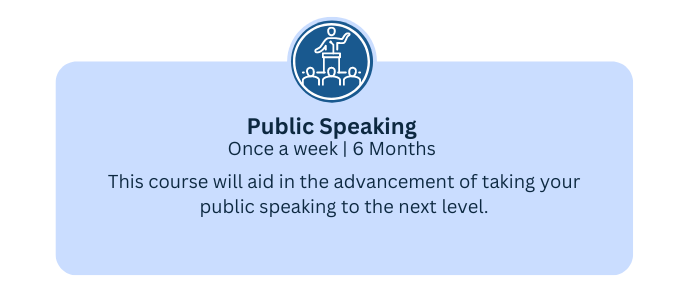 Public Speaking
Once a week | 6 Months
This course will aid in the advancement of taking your
public speaking to the next level.